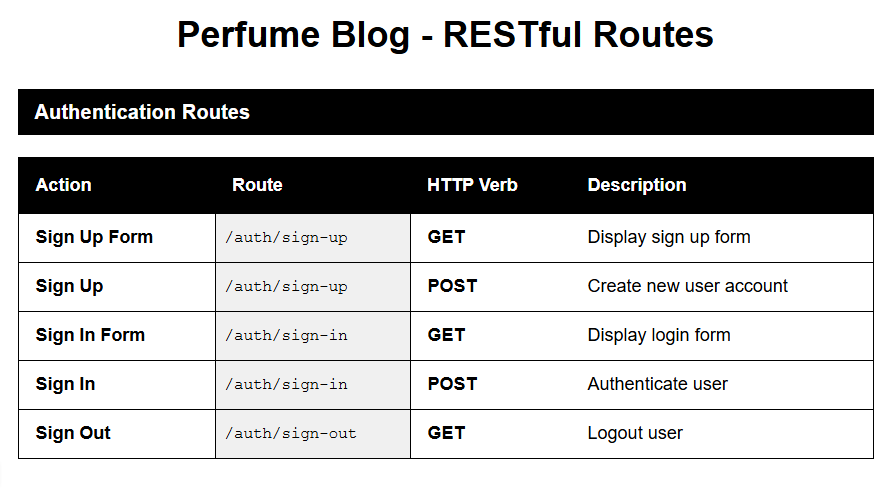 Perfume Blog - RESTful Routes
Authentication Routes
Action Route HTTP Verb Description
Sign Up Form /auth/sign-up GET Display sign up form
Sign Up /auth/sign-up POST Create new user account
Sign In Form /auth/sign-in GET Display login form
Sign In /auth/sign-in POST Authenticate user
Sign Out /auth/sign-out GET Logout user